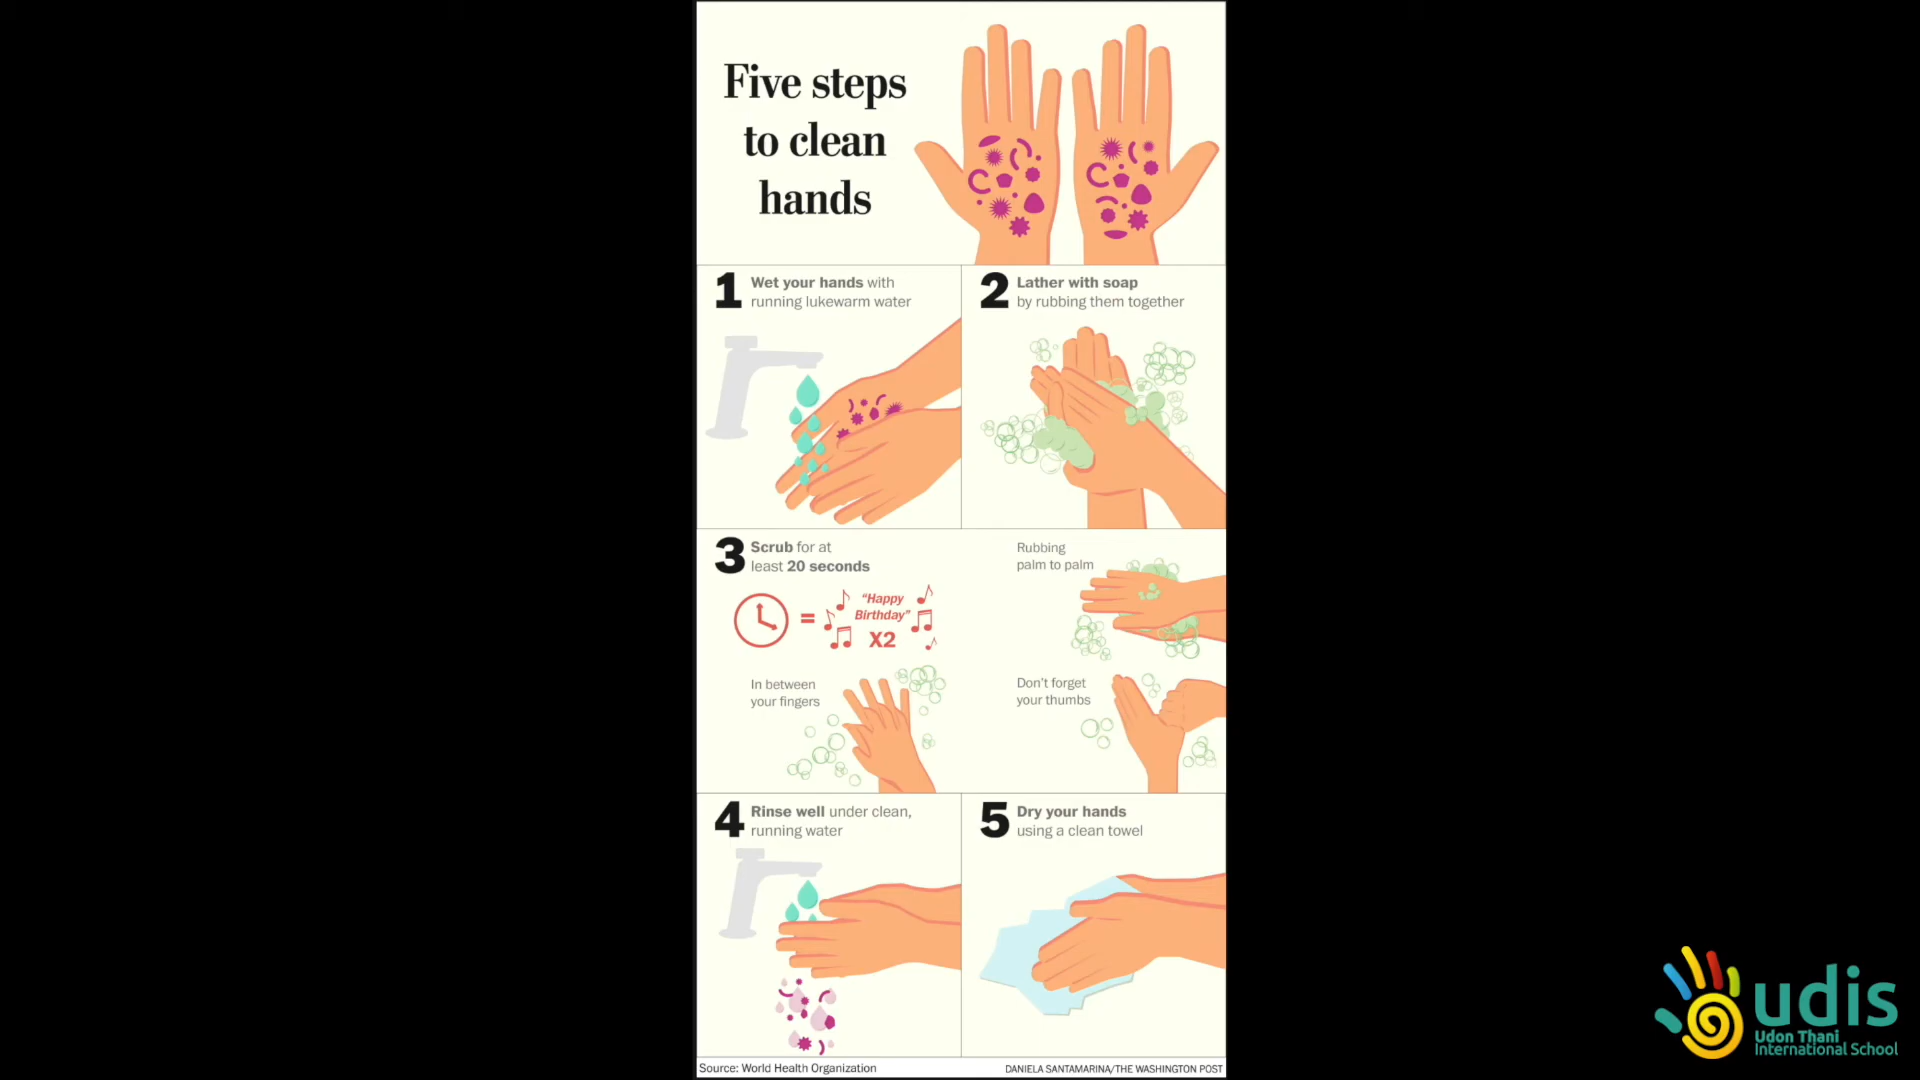 Five steps
to clean
hands
1
Wet your hands with
running lukewarm water
2
Lather with soap
by rubbing them together
3
Scrub for at
least 20 seconds
=
“Happy
Birthday”
X2
Rubbing
palm to palm
In between
your fingers
Don’t forget
your thumbs
4
Rinse well under clean,
running water
5
Dry your hands
using a clean towel
Source: World Health Organization
DANIELA SANTAMARINA/THE WASHINGTON POST
udis
Udon Thani
International School